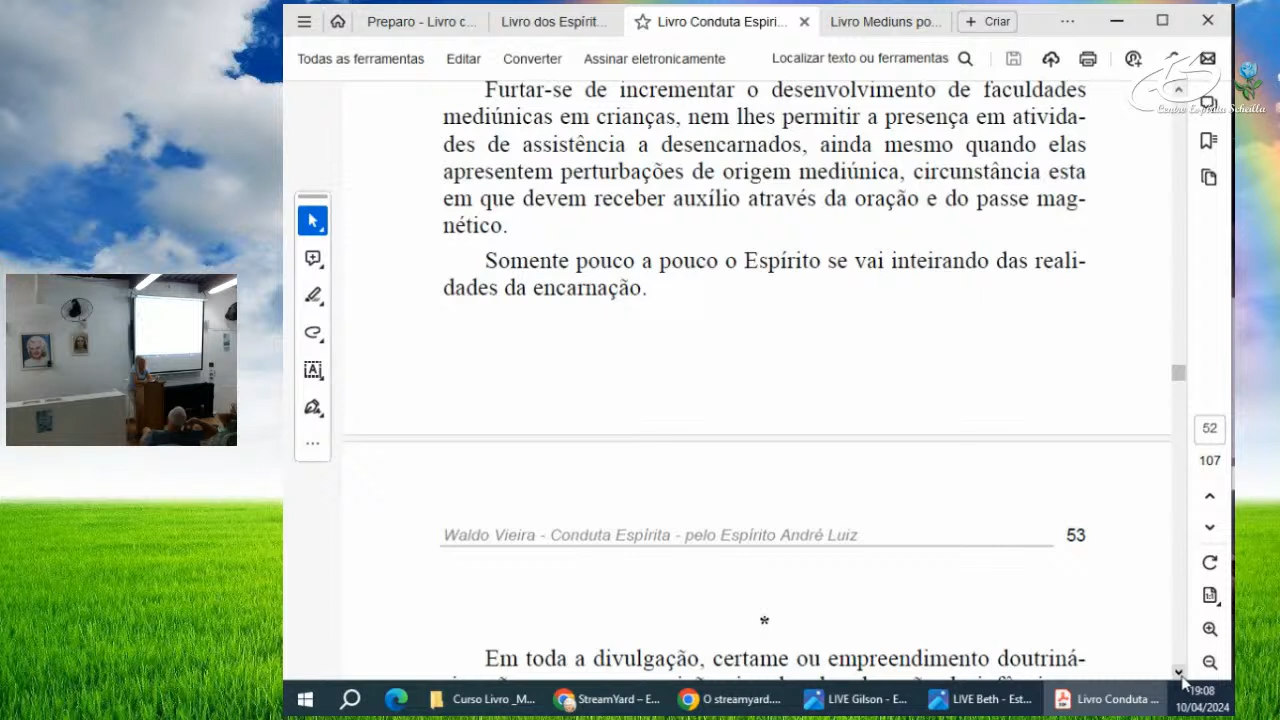 Preparo - Livro c...
Livro dos Espírit...
Livro Conduta Espiri...
Livro Mediuns po...
Criar
Todas as ferramentas
Editar
Converter
Assinar eletronicamente
Localizar texto ou ferramentas
Centro Espírita Scheilla
Furtar-se de incrementar o desenvolvimento de faculdades
mediúnicas em crianças, nem lhes permitir a presença em ativida-
des de assistência a desencarnados, ainda mesmo quando elas
apresentem perturbações de origem mediúnica, circunstância esta
em que devem receber auxílio através da oração e do passe mag-
nético.
Somente pouco a pouco o Espírito se vai inteirando das reali-
dades da encarnação.
52
107
Waldo Vieira - Conduta Espírita - pelo Espírito André Luiz
53
*
Em toda a divulgação, certame ou empreendimento doutriná-
Curso Livro _M...
StreamYard – E...
O streamyard....
LIVE Gilson - E...
LIVE Beth - Est...
Livro Conduta ...
19:08
10/04/2024